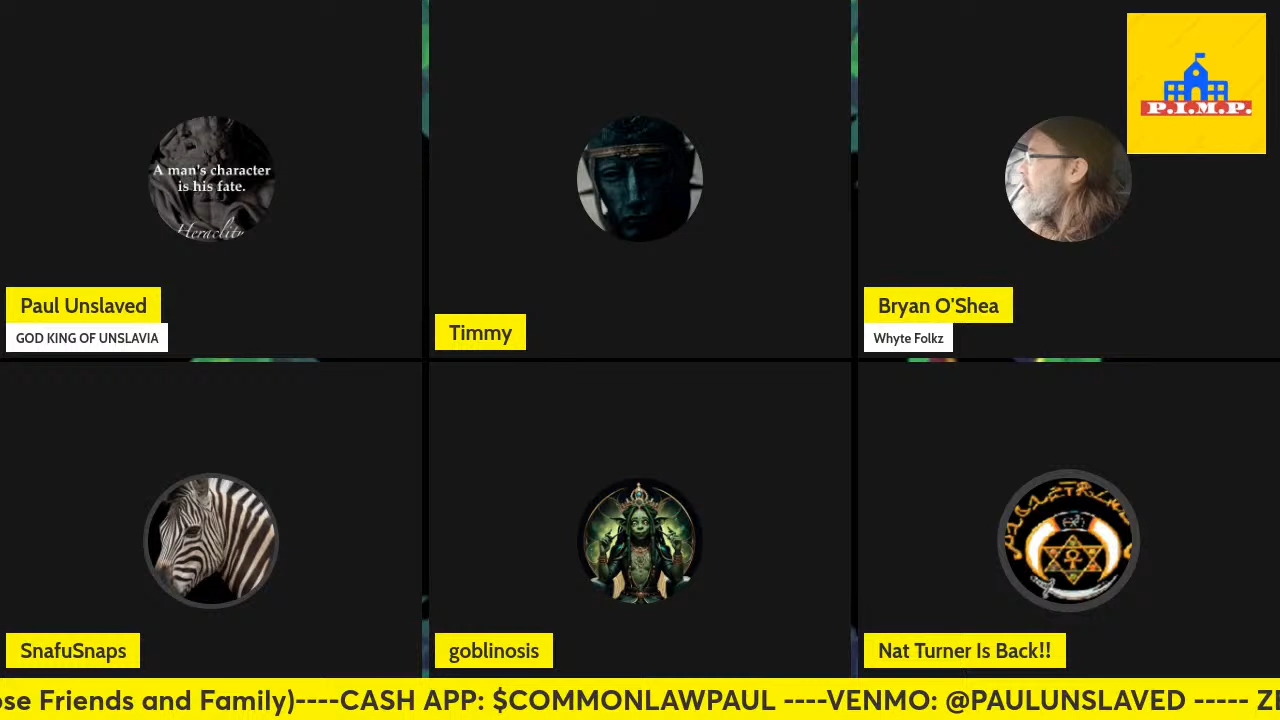 A man's character
is his fate.
Paul Unslaved
GOD KING OF UNSLAVIA
Timmy
P.I.M.P.
Bryan O'Shea
Whyte Folkz
SnafuSnaps
goblinosis
Nat Turner Is Back!!
Friends and Family)----CASH APP: $COMMONLAWPAUL ----VENMO: @PAULUNSLAVED -----